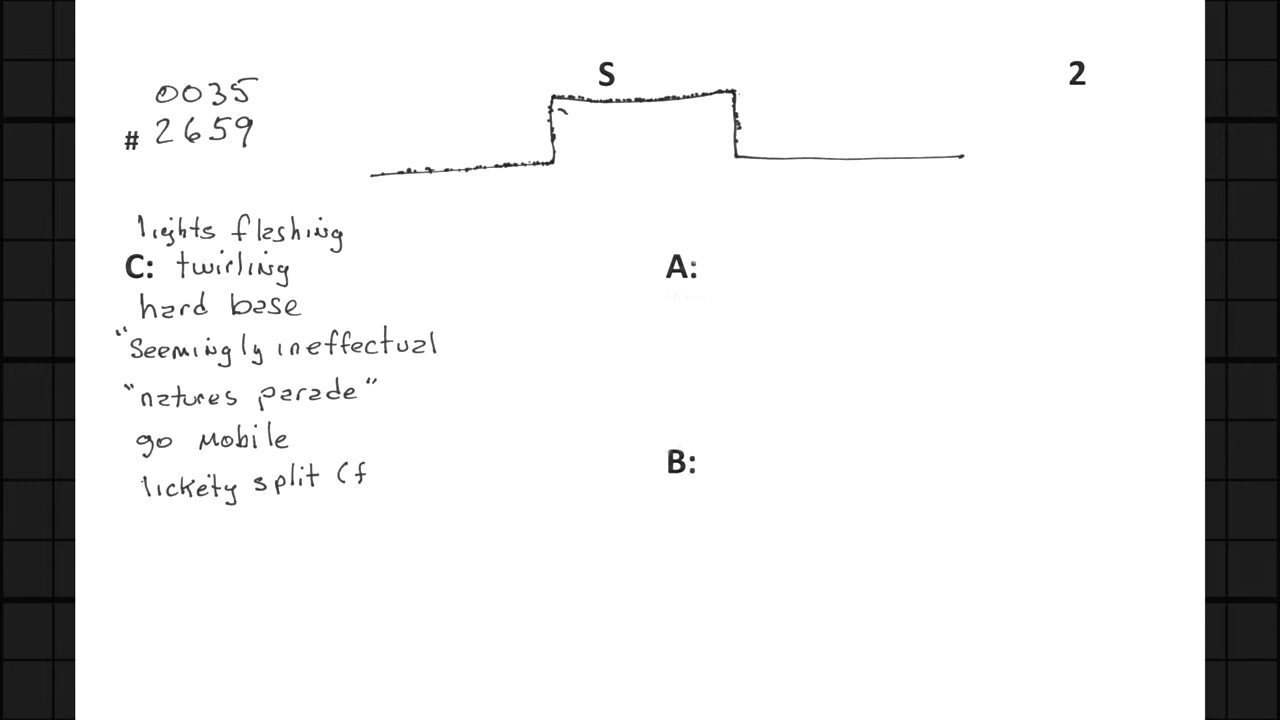 S
2
0035
# 2659
lights flashing
C: twirling
hard base
"Seemingly ineffectual
"natures parade"
go mobile
lickety split (f
A:
B: